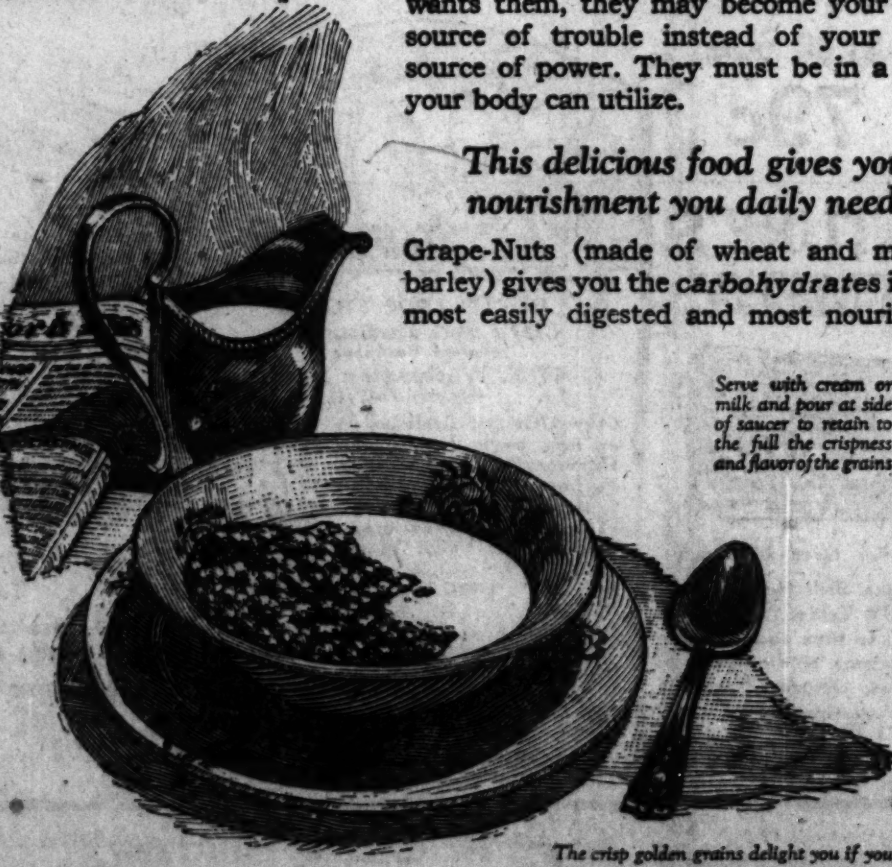 wants them, they may become your
source of trouble instead of your
source of power. They must be in a
your body can utilize.
This delicious food gives you
nourishment you daily need
Grape-Nuts (made of wheat and m
barley) gives you the carbohydrates i
most easily digested and most nouri
Serve with cream or
milk and pour at side
of saucer to retain to
the full the crispness
and flavor of the grains
The crisp golden grains delight you if you